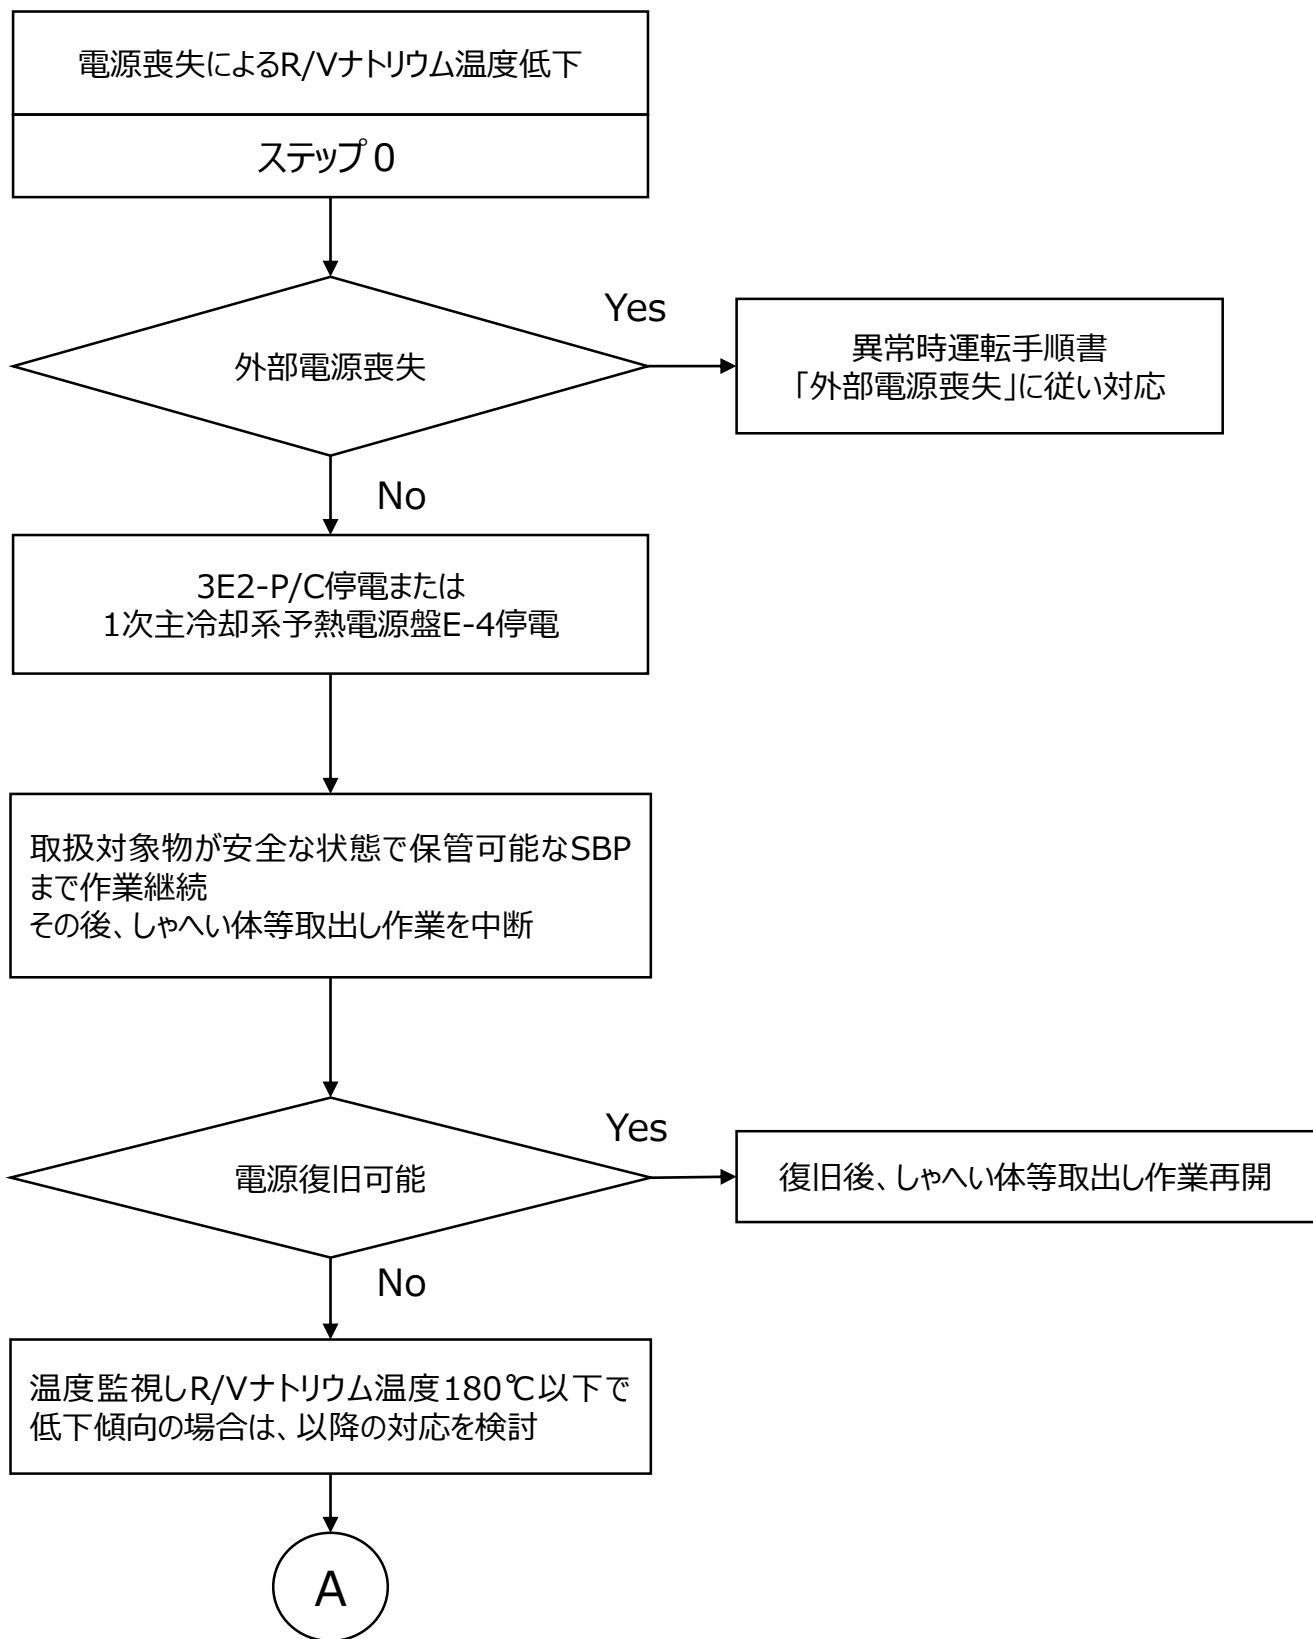 電源喪失によるR/Vナトリウム温度低下
ステップ0
外部電源喪失
Yes
異常時運転手順書
「外部電源喪失」に従い対応
No
3E2-P/C停電または
1次主冷却系予熱電源盤E-4停電
取扱対象物が安全な状態で保管可能なSBP
まで作業継続
その後、しゃへい体等取出し作業を中断
電源復旧可能
Yes
復旧後、しゃへい体等取出し作業再開
No
温度監視しR/Vナトリウム温度180℃以下で
低下傾向の場合は、以降の対応を検討
A